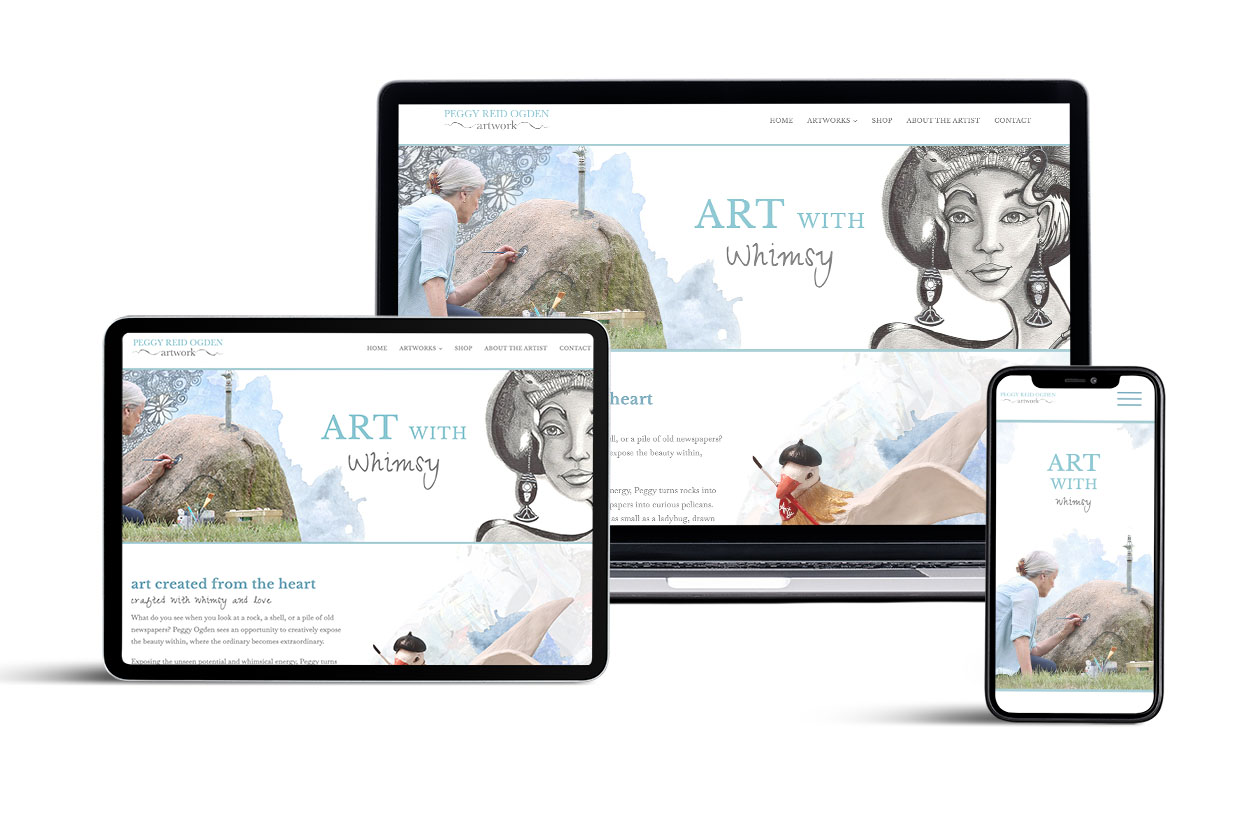 PEGGY REID OGDEN
artwork
HOME ARTWORKS SHOP ABOUT THE ARTIST CONTACT
ART WITH
whimsy
heart
ll, or a pile of old newspapers?
xpose the beauty within,
nergy, Peggy turns rocks into
papers into curious pelicans.
as small as a ladybug, drawn
PEGGY REID OGDEN
artwork
HOME ARTWORKS SHOP ABOUT THE ARTIST CONTACT
ART WITH
whimsy
art created from the heart
crafted with whimsy and love
What do you see when you look at a rock, a shell, or a pile of old
newspapers? Peggy Ogden sees an opportunity to creatively expose
the beauty within, where the ordinary becomes extraordinary.
Exposing the unseen potential and whimsical energy, Peggy turns
PEGGY REID OGDEN
artwork
ART
WITH
whimsy